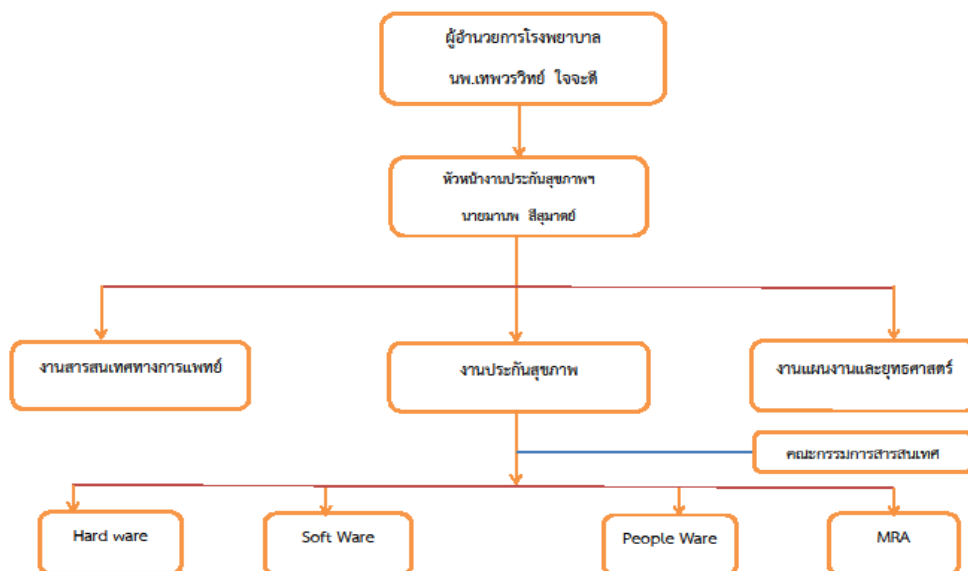 ผู้อำนวยการโรงพยาบาล
นพ.เทพวรวิทย์ ใจจะดี
หัวหน้างานประกันสุขภาพฯ
นายมานพ สีสุมาตย์
งานสารสนเทศทางการแพทย์
งานประกันสุขภาพ
งานแผนงานและยุทธศาสตร์
คณะกรรมการสารสนเทศ
Hard ware
Soft Ware
People Ware
MRA